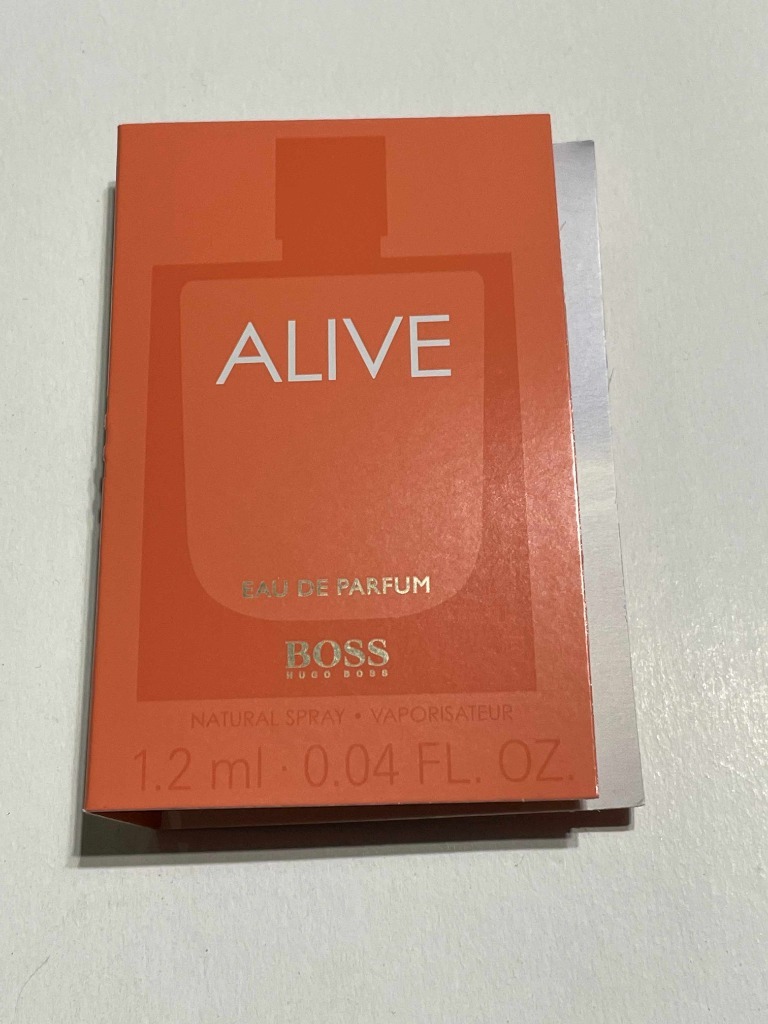 ALIVE
EAU DE PARFUM
BOSS
HUGO BOSS
NATURAL SPRAY • VAPORISATEUR
1.2 ml · 0.04 FL. OZ.